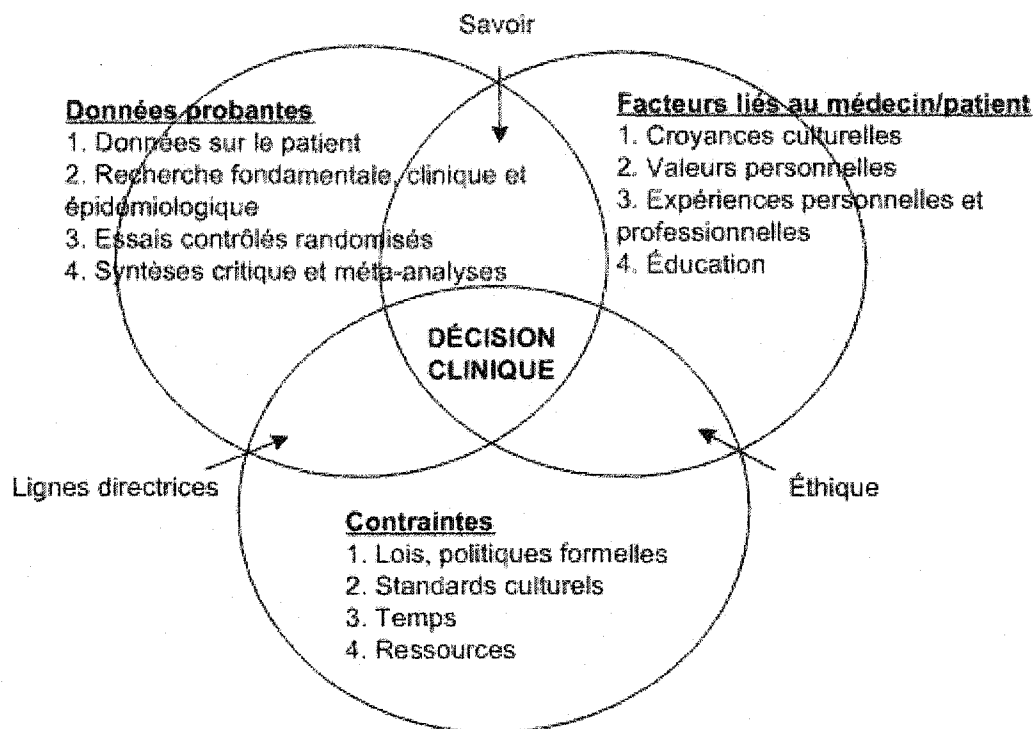 Savoir
Données probantes
1. Données sur le patient
2. Recherche fondamentale, clinique et
épidémiologique
3. Essais contrôlés randomisés
4. Syntèses critique et méta-analyses
Facteurs liés au médecin/patient
1. Croyances culturelles
2. Valeurs personnelles
3. Expériences personnelles et
professionnelles
4. Éducation
DÉCISION
CLINIQUE
Lignes directrices
Éthique
Contraintes
1. Lois, politiques formelles
2. Standards culturels
3. Temps
4. Ressources